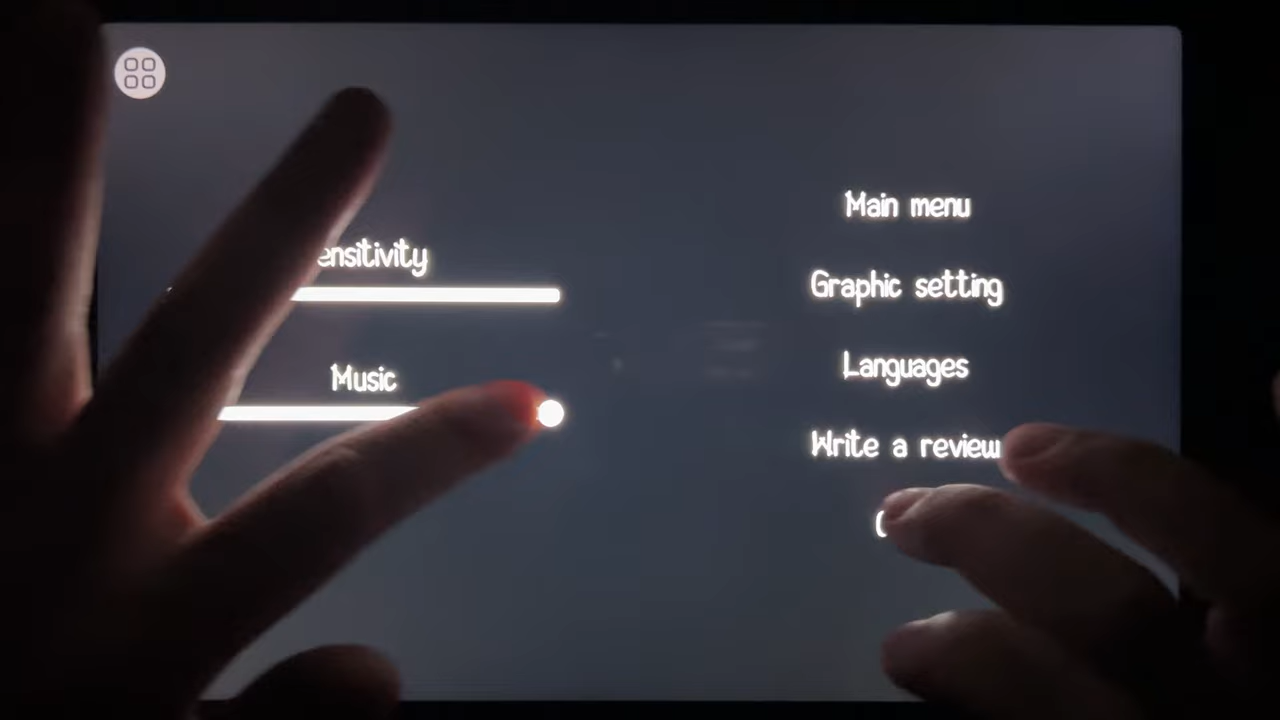 ensitivity
Music
Main menu
Graphic setting
Languages
Write a review